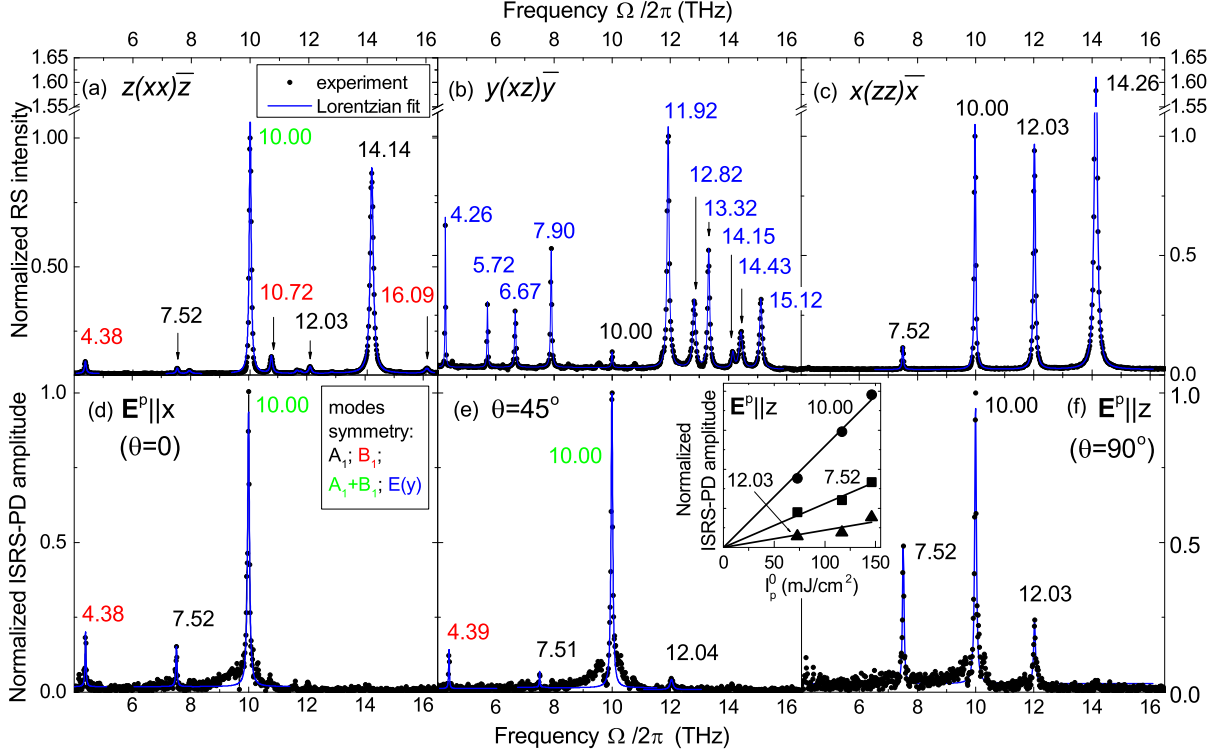 Frequency Ω /2π (THz)
6 8 10 12 14 16 6 8 10 12 14 16 6 8 10 12 14 16
Normalized RS intensity
1.65
1.60
1.55
1.00
0.50
(a) z(xx)z̅
experiment
Lorentzian fit
4.38
7.52
10.00
10.72
12.03
14.14
16.09
(b) y(xz)y̅
4.26
5.72
6.67
7.90
10.00
11.92
12.82
13.32
14.15
14.43
15.12
(c) x(zz)x̅
7.52
10.00
12.03
14.26
1.65
1.60
1.55
1.0
0.5
0.0
Normalized ISRS-PD amplitude
1.0
0.5
0.0
(d) Eᵖ||x
(θ=0)
4.38
7.52
10.00
modes
symmetry:
A₁; B₁;
A₁+B₁; E(y)
(e) θ=45°
4.39
7.51
10.00
12.04
Normalized
ISRS-PD amplitude
Eᵖ||z
10.00
12.03
7.52
0 50 100 150
I⁰ₚ (mJ/cm²)
(f) Eᵖ||z
(θ=90°)
7.52
10.00
12.03
1.0
0.5
0.0
6 8 10 12 14 16 6 8 10 12 14 16 6 8 10 12 14 16
Frequency Ω /2π (THz)